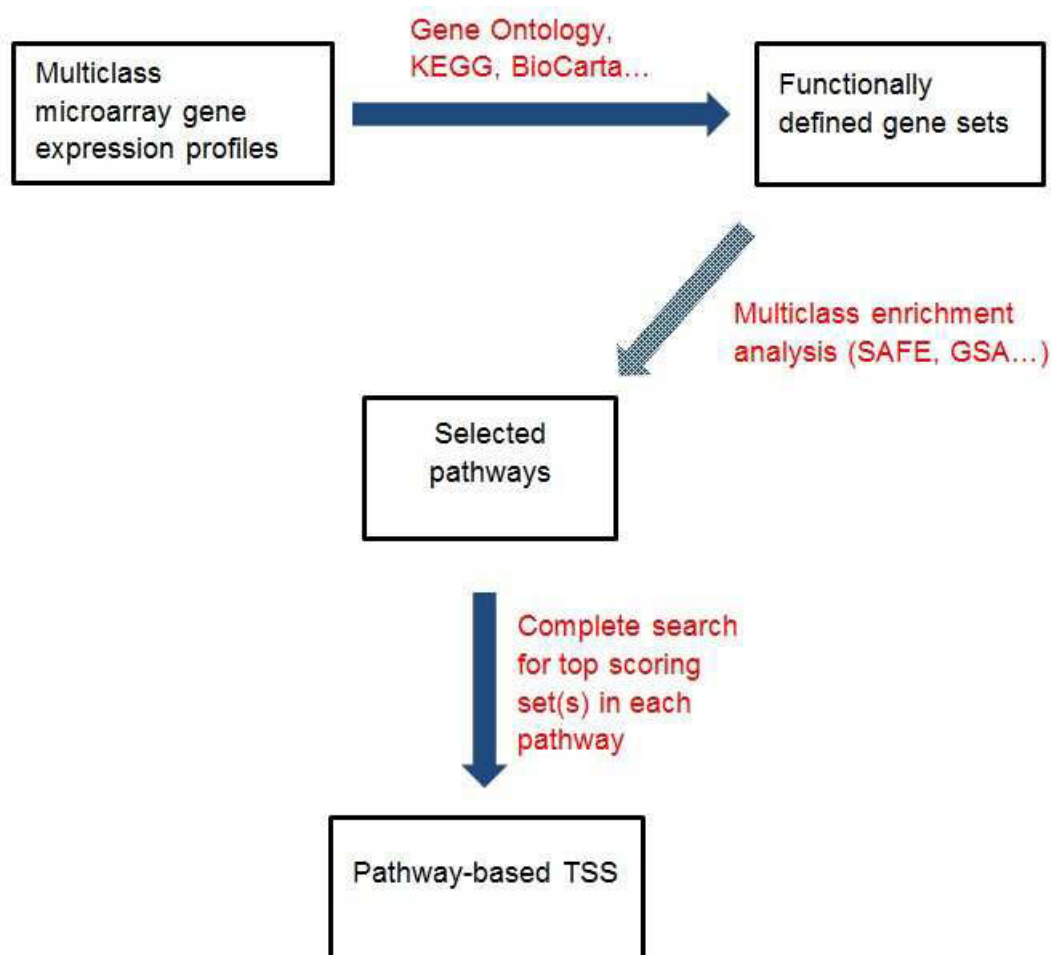 Multiclass
microarray gene
expression profiles
Gene Ontology,
KEGG, BioCarta…
Functionally
defined gene sets
Multiclass enrichment
analysis (SAFE, GSA…)
Selected
pathways
Complete search
for top scoring
set(s) in each
pathway
Pathway-based TSS